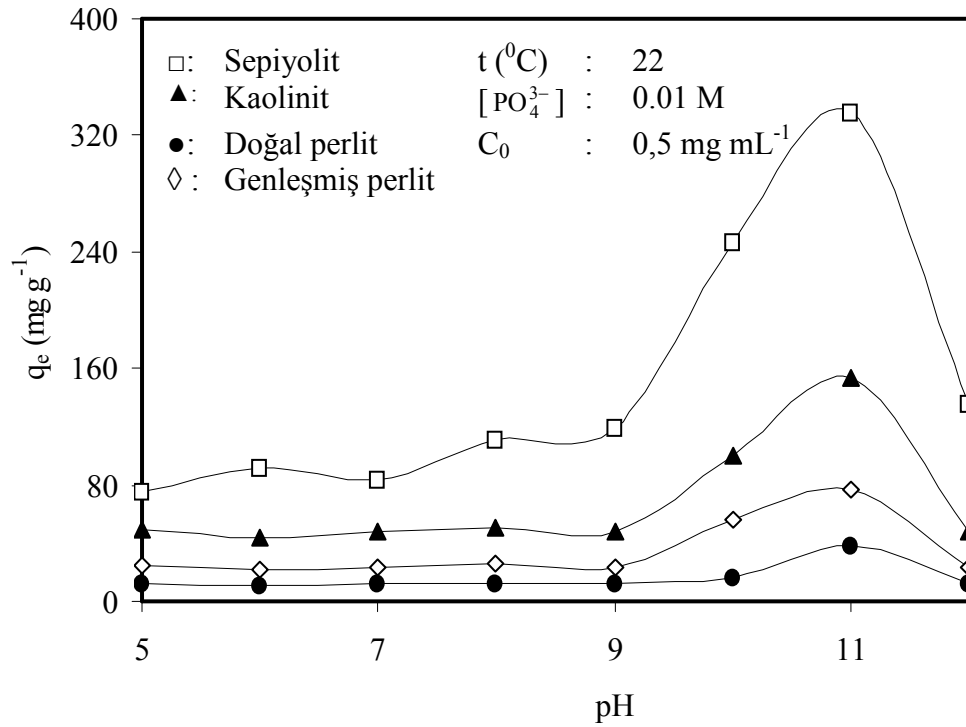 400
320
240
160
80
0
q_e (mg g⁻¹)
□: Sepiyolit t (⁰C) : 22
▲: Kaolinit [PO₄³⁻] : 0.01 M
●: Doğal perlit C₀ : 0,5 mg mL⁻¹
◇: Genleşmiş perlit
5 7 9 11
pH